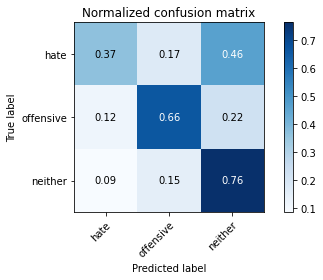 Normalized confusion matrix
True label
hate
0.37 0.17 0.46
offensive
0.12 0.66 0.22
neither
0.09 0.15 0.76
hate
offensive
neither
Predicted label
0.7
0.6
0.5
0.4
0.3
0.2
0.1